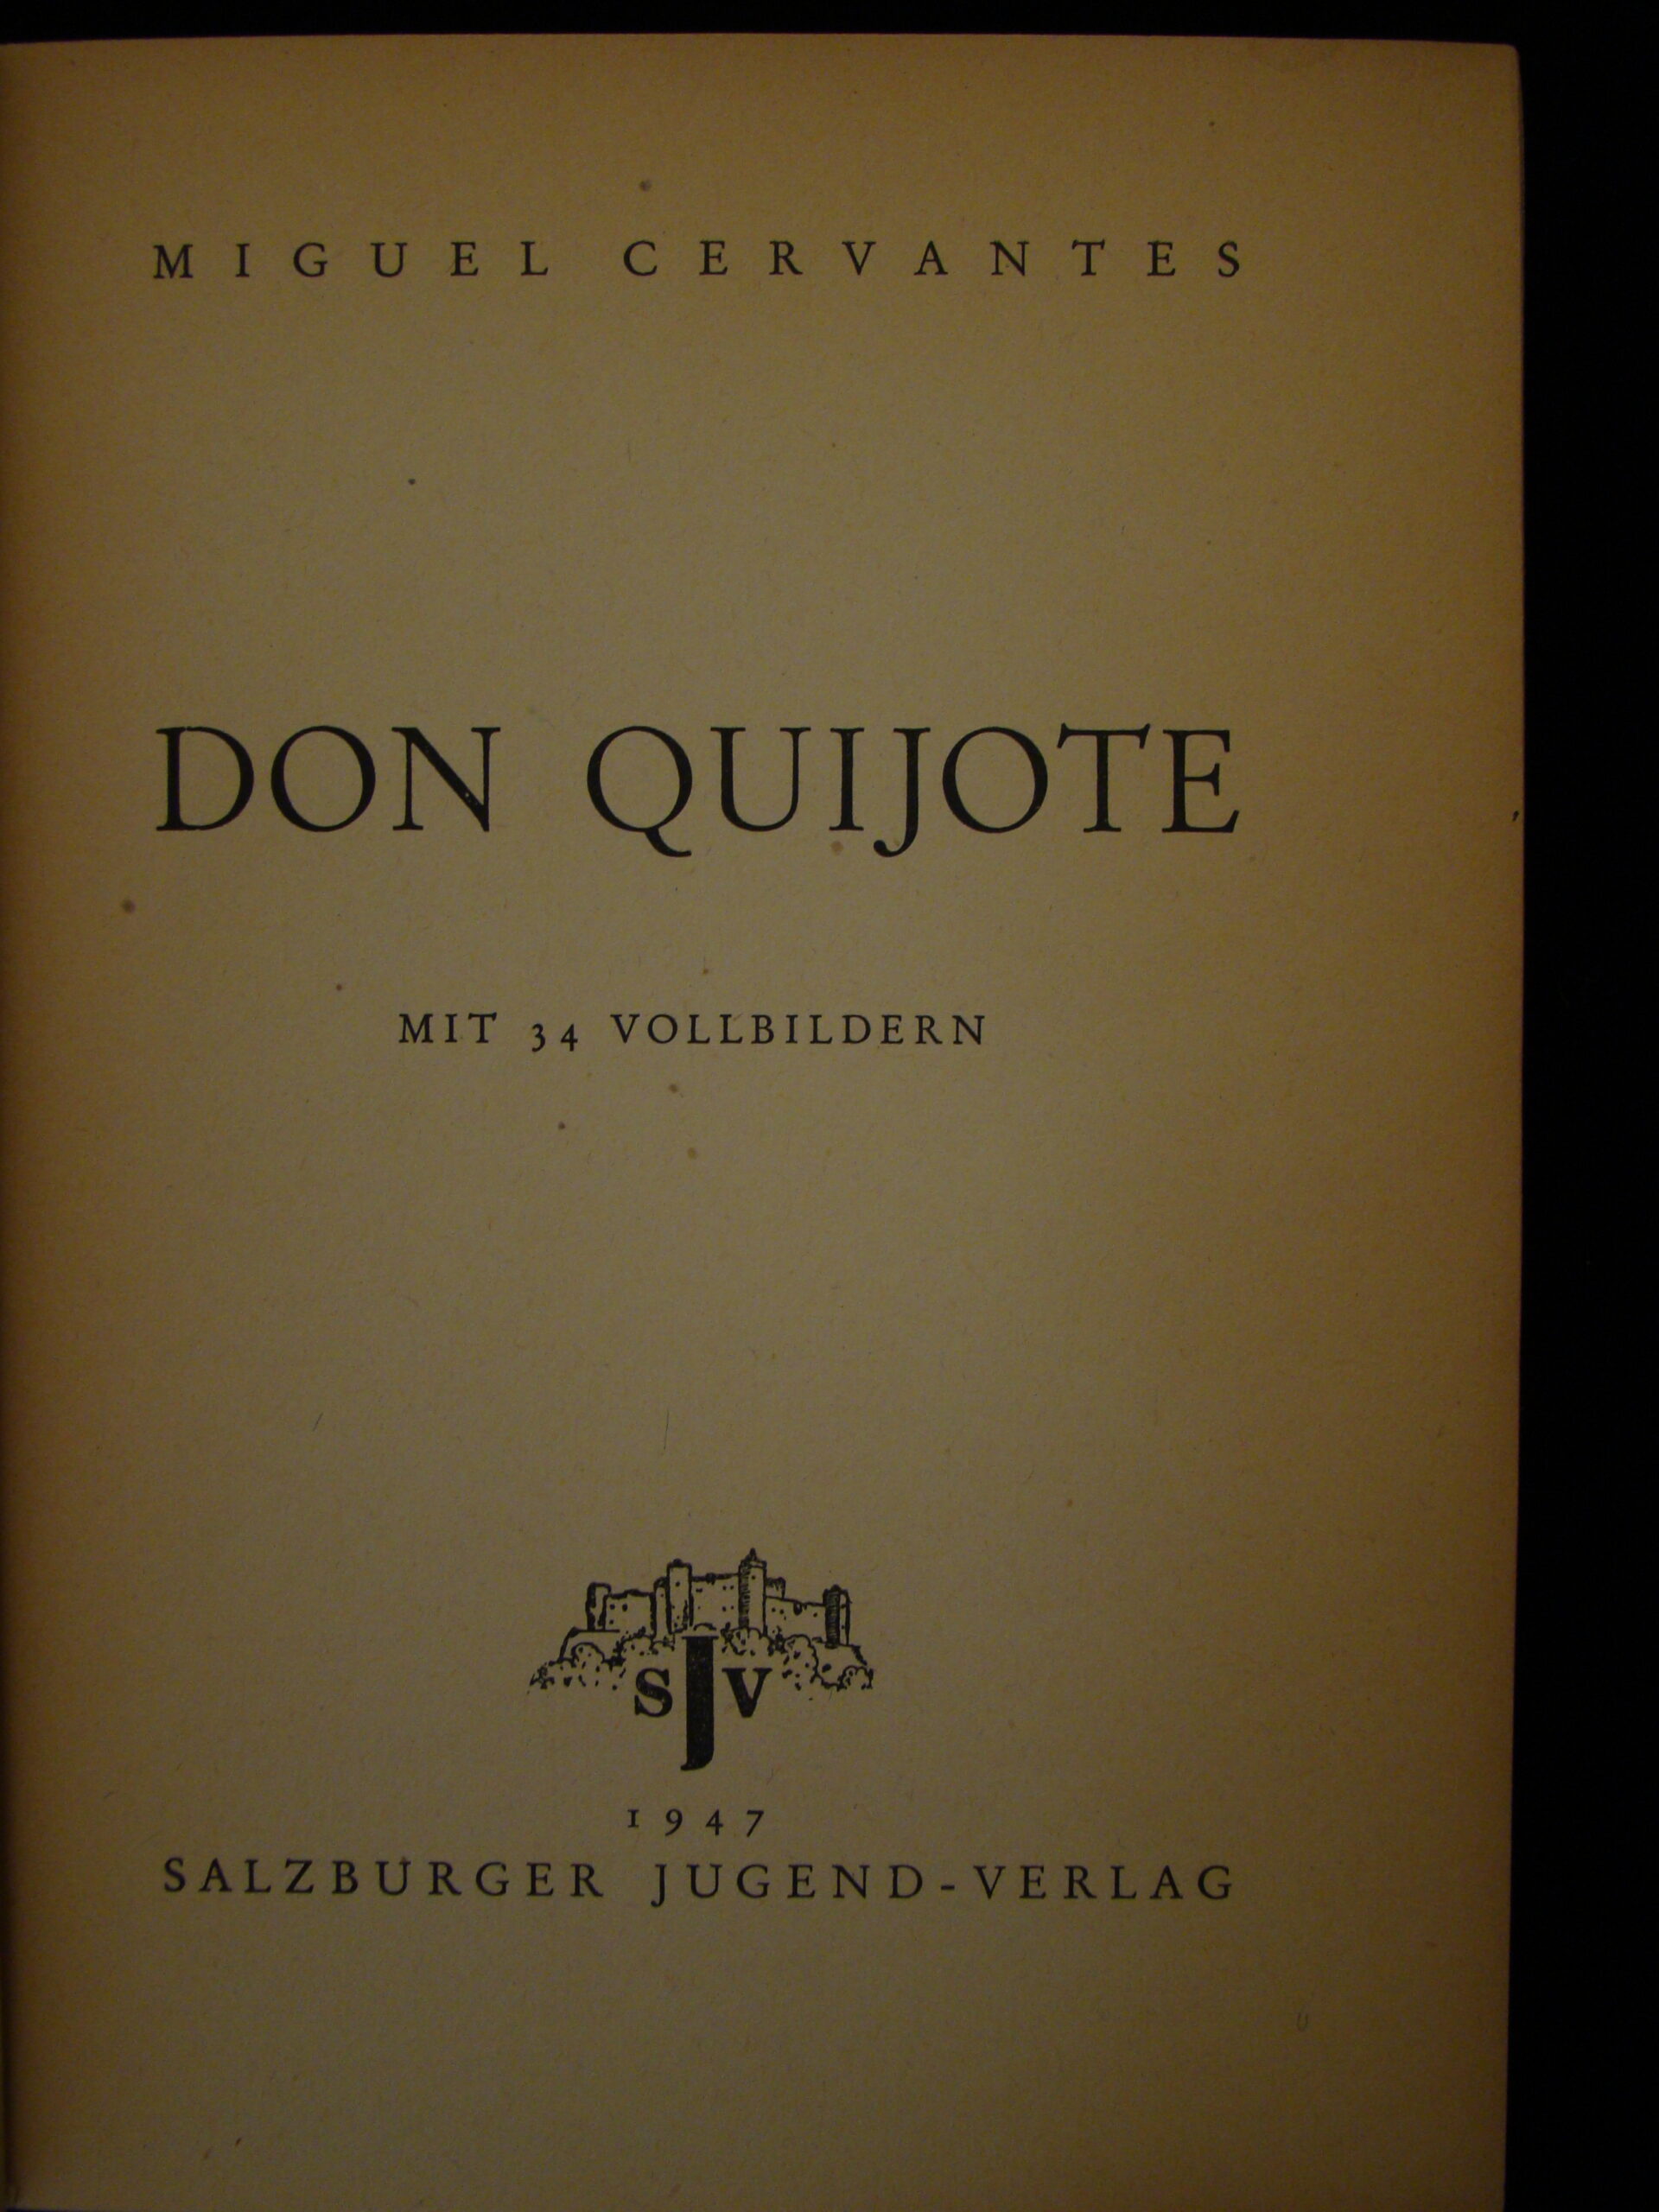 MIGUEL CERVANTES
DON QUIJOTE
MIT 34 VOLLBILDERN
SJV
1947
SALZBURGER JUGEND-VERLAG